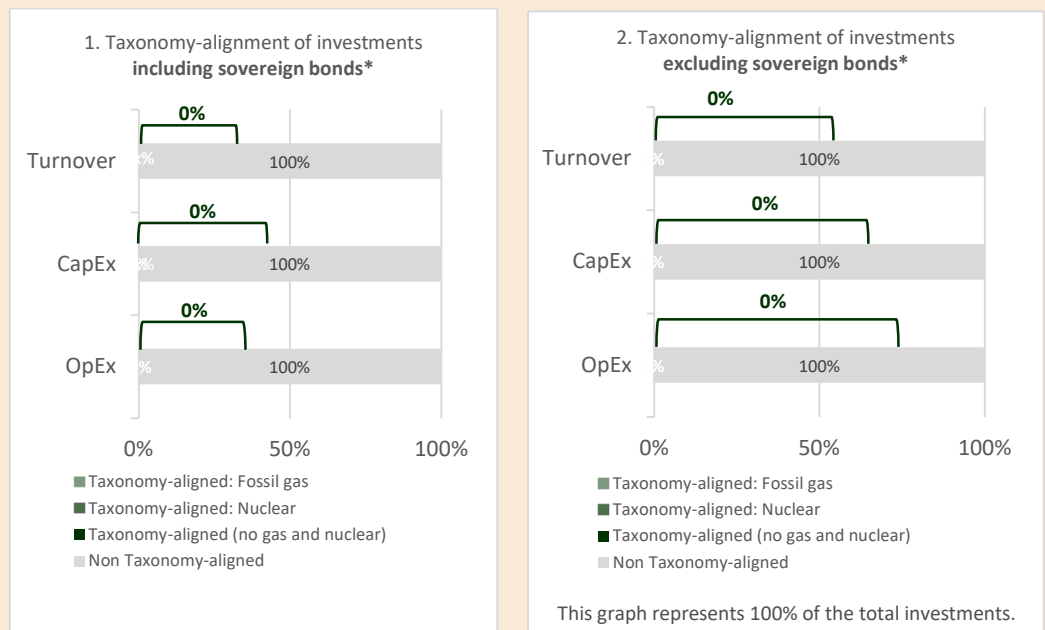 1. Taxonomy-alignment of investments
including sovereign bonds*
0%
Turnover
100%
0%
CapEx
100%
0%
OpEx
100%
0% 50% 100%
Taxonomy-aligned: Fossil gas
Taxonomy-aligned: Nuclear
Taxonomy-aligned (no gas and nuclear)
Non Taxonomy-aligned
2. Taxonomy-alignment of investments
excluding sovereign bonds*
0%
Turnover
100%
0%
CapEx
100%
0%
OpEx
100%
0% 50% 100%
Taxonomy-aligned: Fossil gas
Taxonomy-aligned: Nuclear
Taxonomy-aligned (no gas and nuclear)
Non Taxonomy-aligned
This graph represents 100% of the total investments.